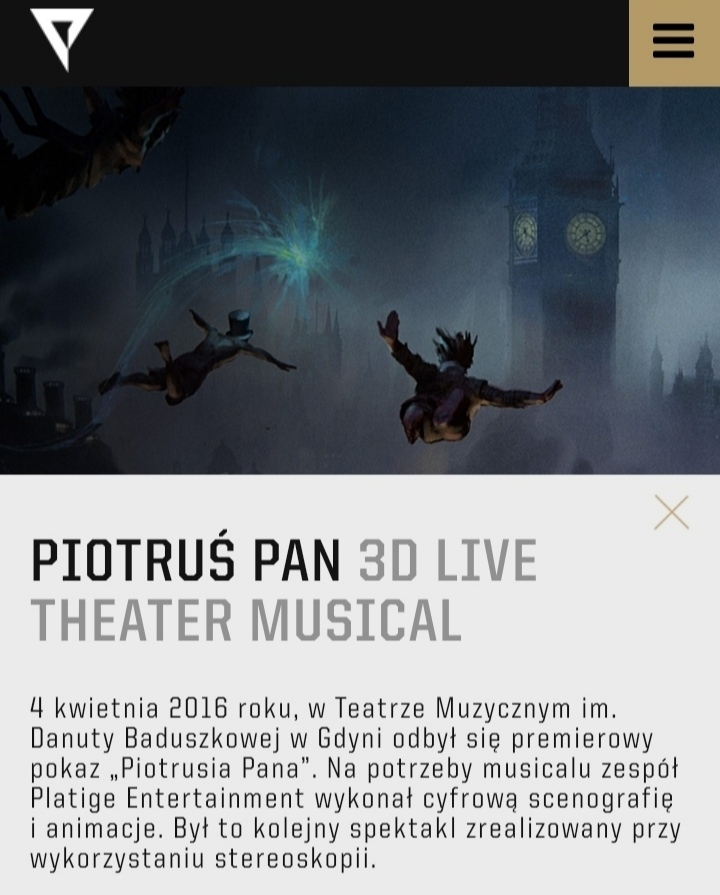 PIOTRUŚ PAN 3D LIVE
THEATER MUSICAL
4 kwietnia 2016 roku, w Teatrze Muzycznym im.
Danuty Baduszkowej w Gdyni odbył się premierowy
pokaz „Piotrusia Pana”. Na potrzeby musicalu zespół
Platige Entertainment wykonał cyfrową scenografię
i animacje. Był to kolejny spektakl zrealizowany przy
wykorzystaniu stereoskopii.